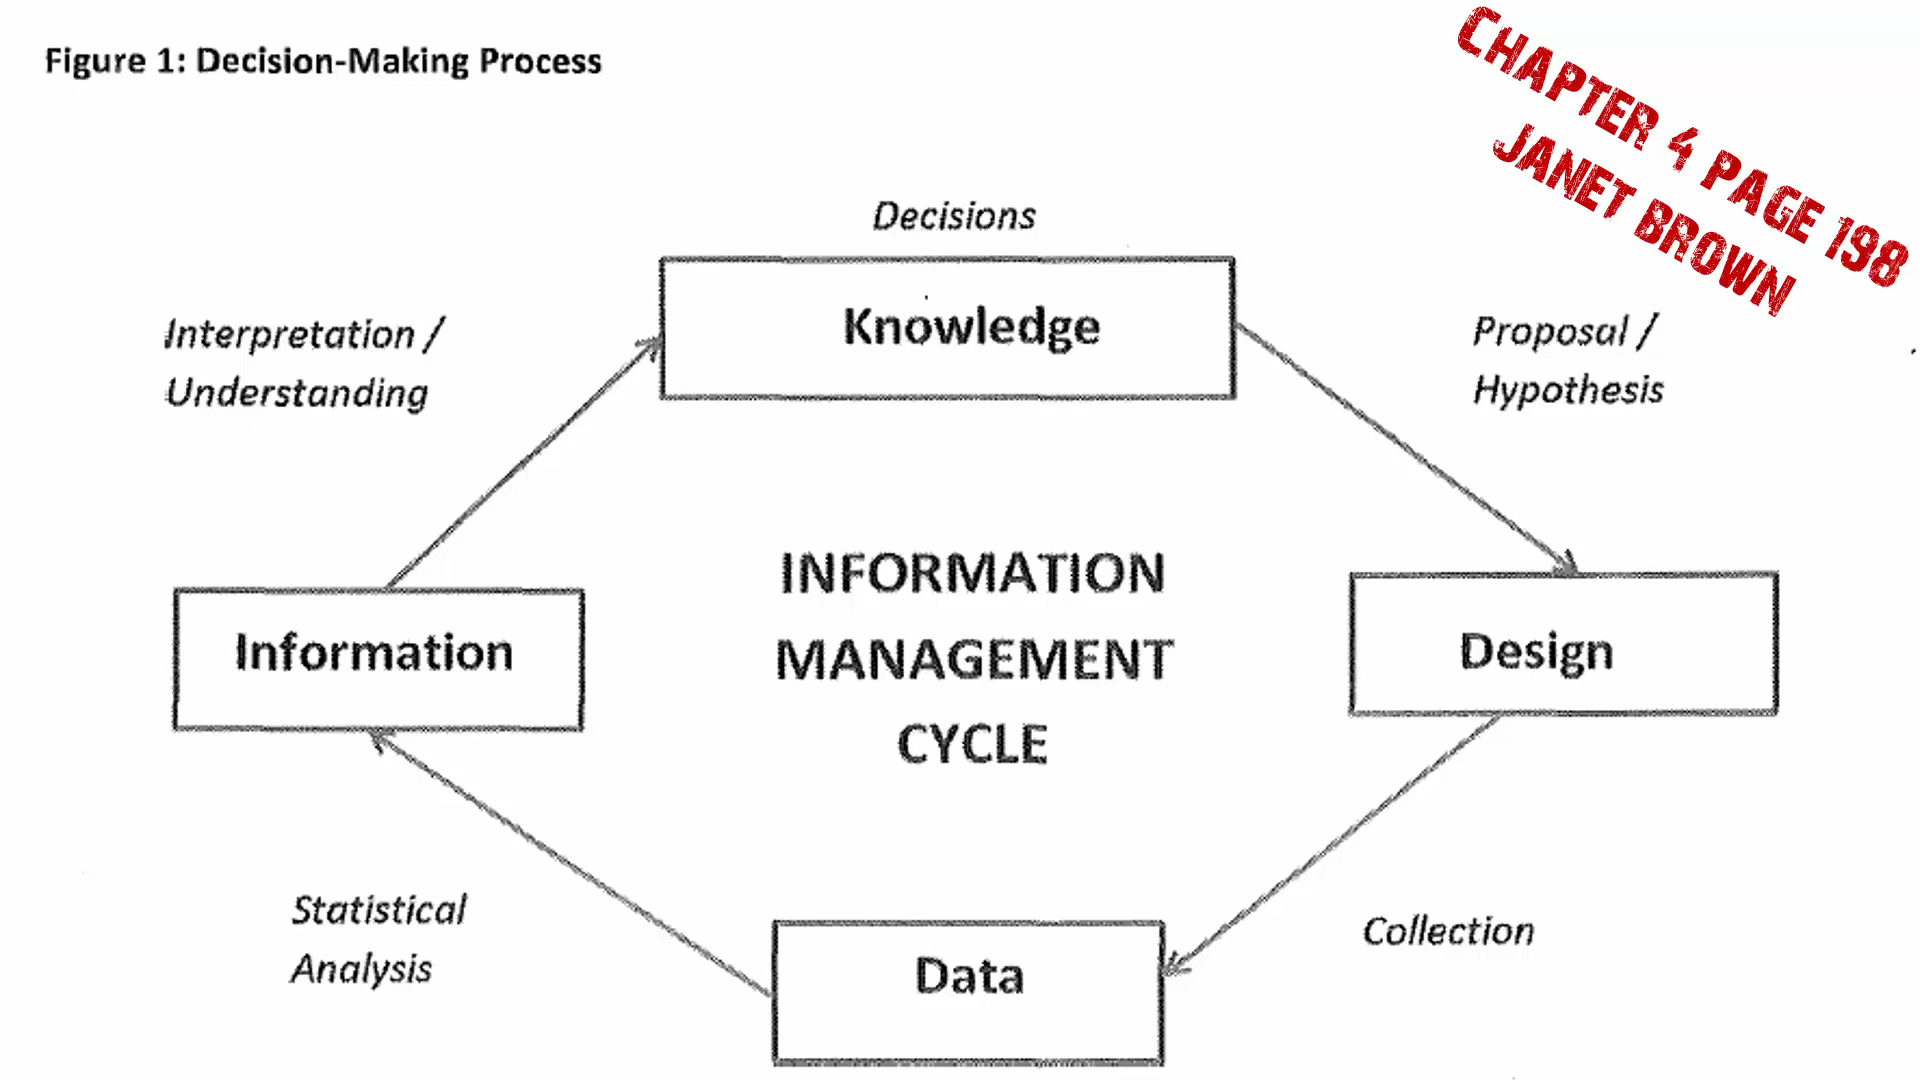 Figure 1: Decision-Making Process
CHAPTER 4 PAGE 198
JANET BROWN
Decisions
Knowledge
Interpretation /
Understanding
Proposal /
Hypothesis
INFORMATION
MANAGEMENT
CYCLE
Information
Design
Statistical
Analysis
Collection
Data